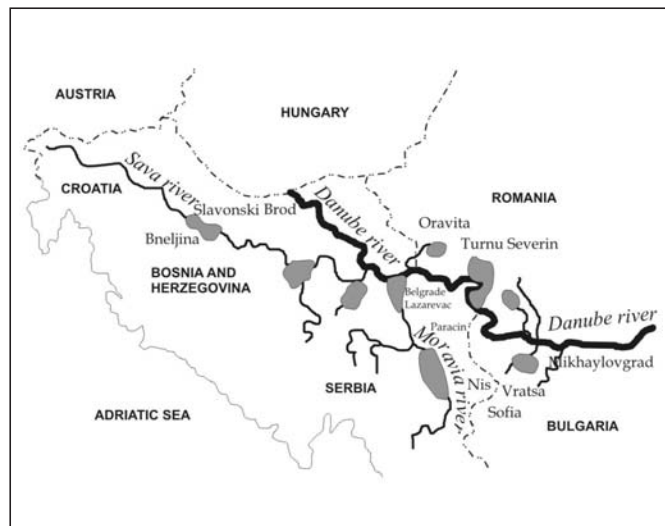 AUSTRIA
HUNGARY
Sava river
CROATIA
Slavonski Brod
Danube river
ROMANIA
Bneljina
Oravita
Turnu Severin
BOSNIA AND
HERZEGOVINA
Belgrade
Lazarevac
Danube river
Paracin
Moravia river
Mikhaylovgrad
SERBIA
Nis
Vratsa
ADRIATIC SEA
Sofia
BULGARIA